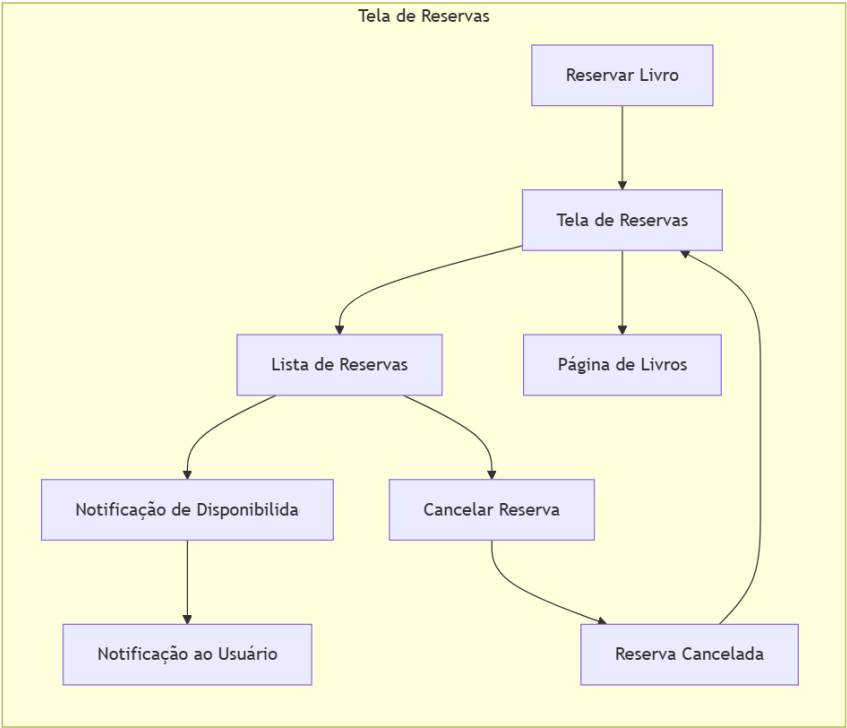 Tela de Reservas
Reservar Livro
Tela de Reservas
Lista de Reservas
Página de Livros
Notificação de Disponibilida
Cancelar Reserva
Notificação ao Usuário
Reserva Cancelada